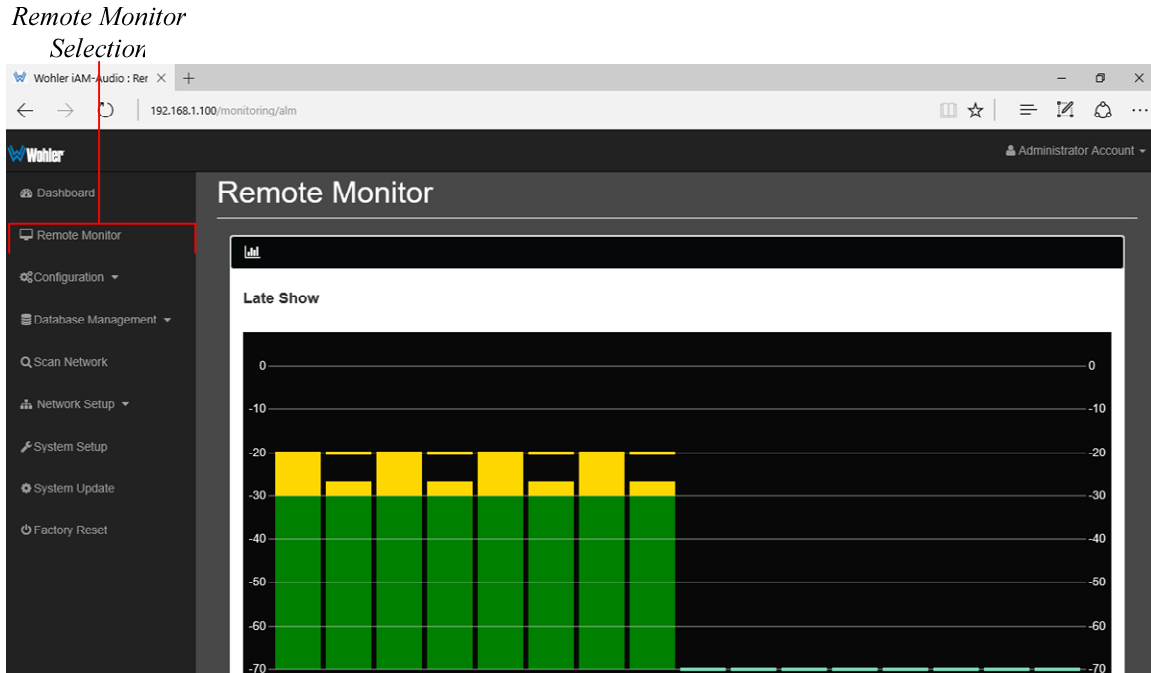 Remote Monitor
Selection
Wohler iAM-Audio : Rer
192.168.1.100/monitoring/alm
Wohler
Administrator Account
Dashboard
Remote Monitor
Remote Monitor
Configuration
Late Show
Database Management
Scan Network
Network Setup
System Setup
System Update
Factory Reset
0 0
-10 -10
-20 -20
-30 -30
-40 -40
-50 -50
-60 -60
-70 -70